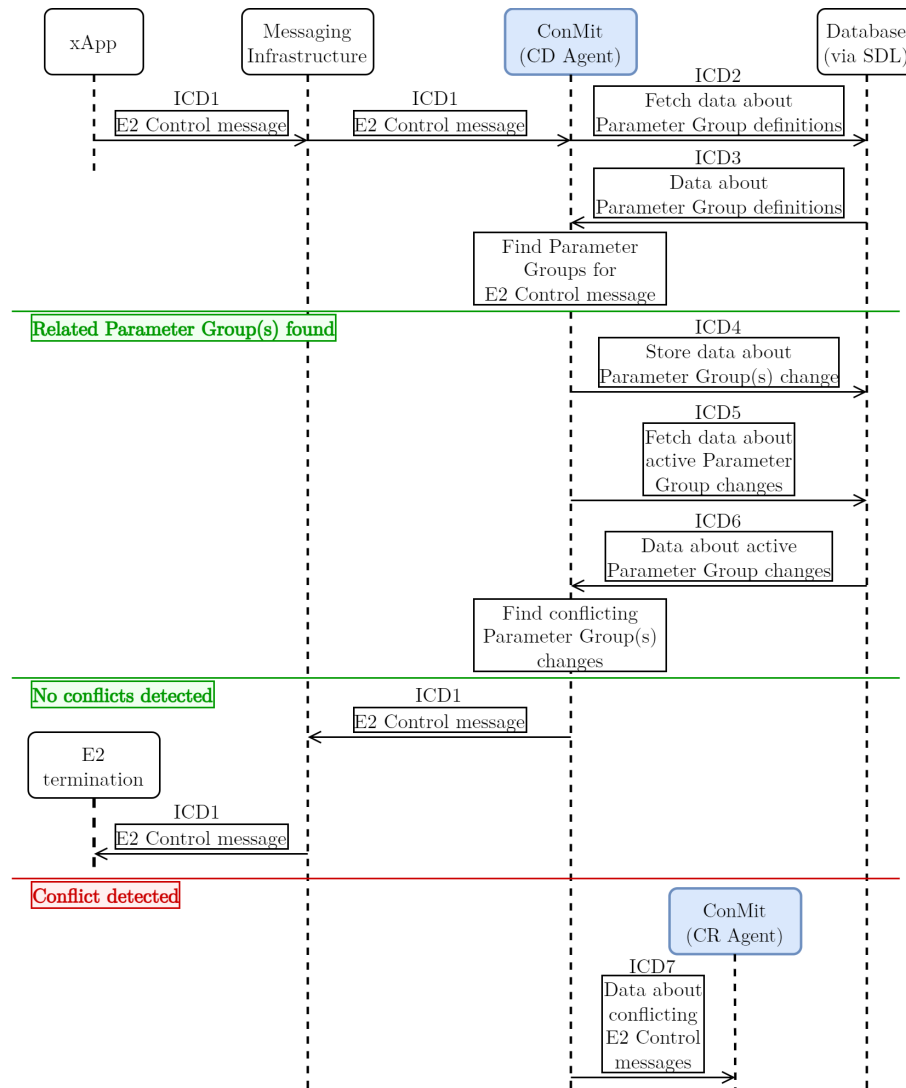 xApp
Messaging
Infrastructure
ConMit
(CD Agent)
Database
(via SDL)
ICD1
E2 Control message
ICD1
E2 Control message
ICD2
Fetch data about
Parameter Group definitions
ICD3
Data about
Parameter Group definitions
Find Parameter
Groups for
E2 Control message
Related Parameter Group(s) found
ICD4
Store data about
Parameter Group(s) change
ICD5
Fetch data about
active Parameter
Group changes
ICD6
Data about active
Parameter Group changes
Find conflicting
Parameter Group(s)
changes
No conflicts detected
ICD1
E2 Control message
E2
termination
ICD1
E2 Control message
Conflict detected
ConMit
(CR Agent)
ICD7
Data about
conflicting
E2 Control
messages